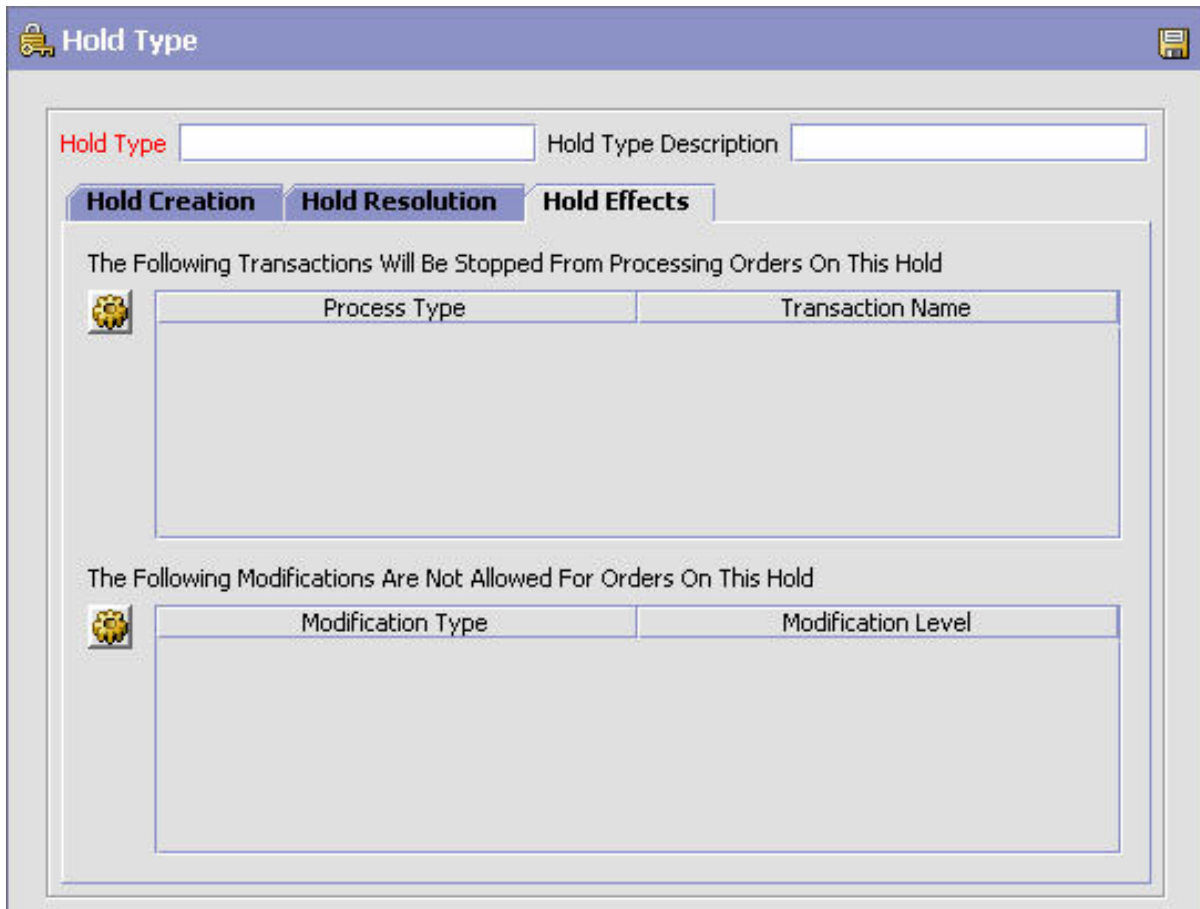 Hold Type
Hold Type Hold Type Description
Hold Creation Hold Resolution Hold Effects
The Following Transactions Will Be Stopped From Processing Orders On This Hold
Process Type Transaction Name
The Following Modifications Are Not Allowed For Orders On This Hold
Modification Type Modification Level